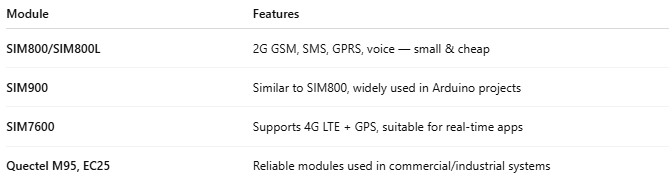 Module Features
SIM800/SIM800L 2G GSM, SMS, GPRS, voice — small & cheap
SIM900 Similar to SIM800, widely used in Arduino projects
SIM7600 Supports 4G LTE + GPS, suitable for real-time apps
Quectel M95, EC25 Reliable modules used in commercial/industrial systems